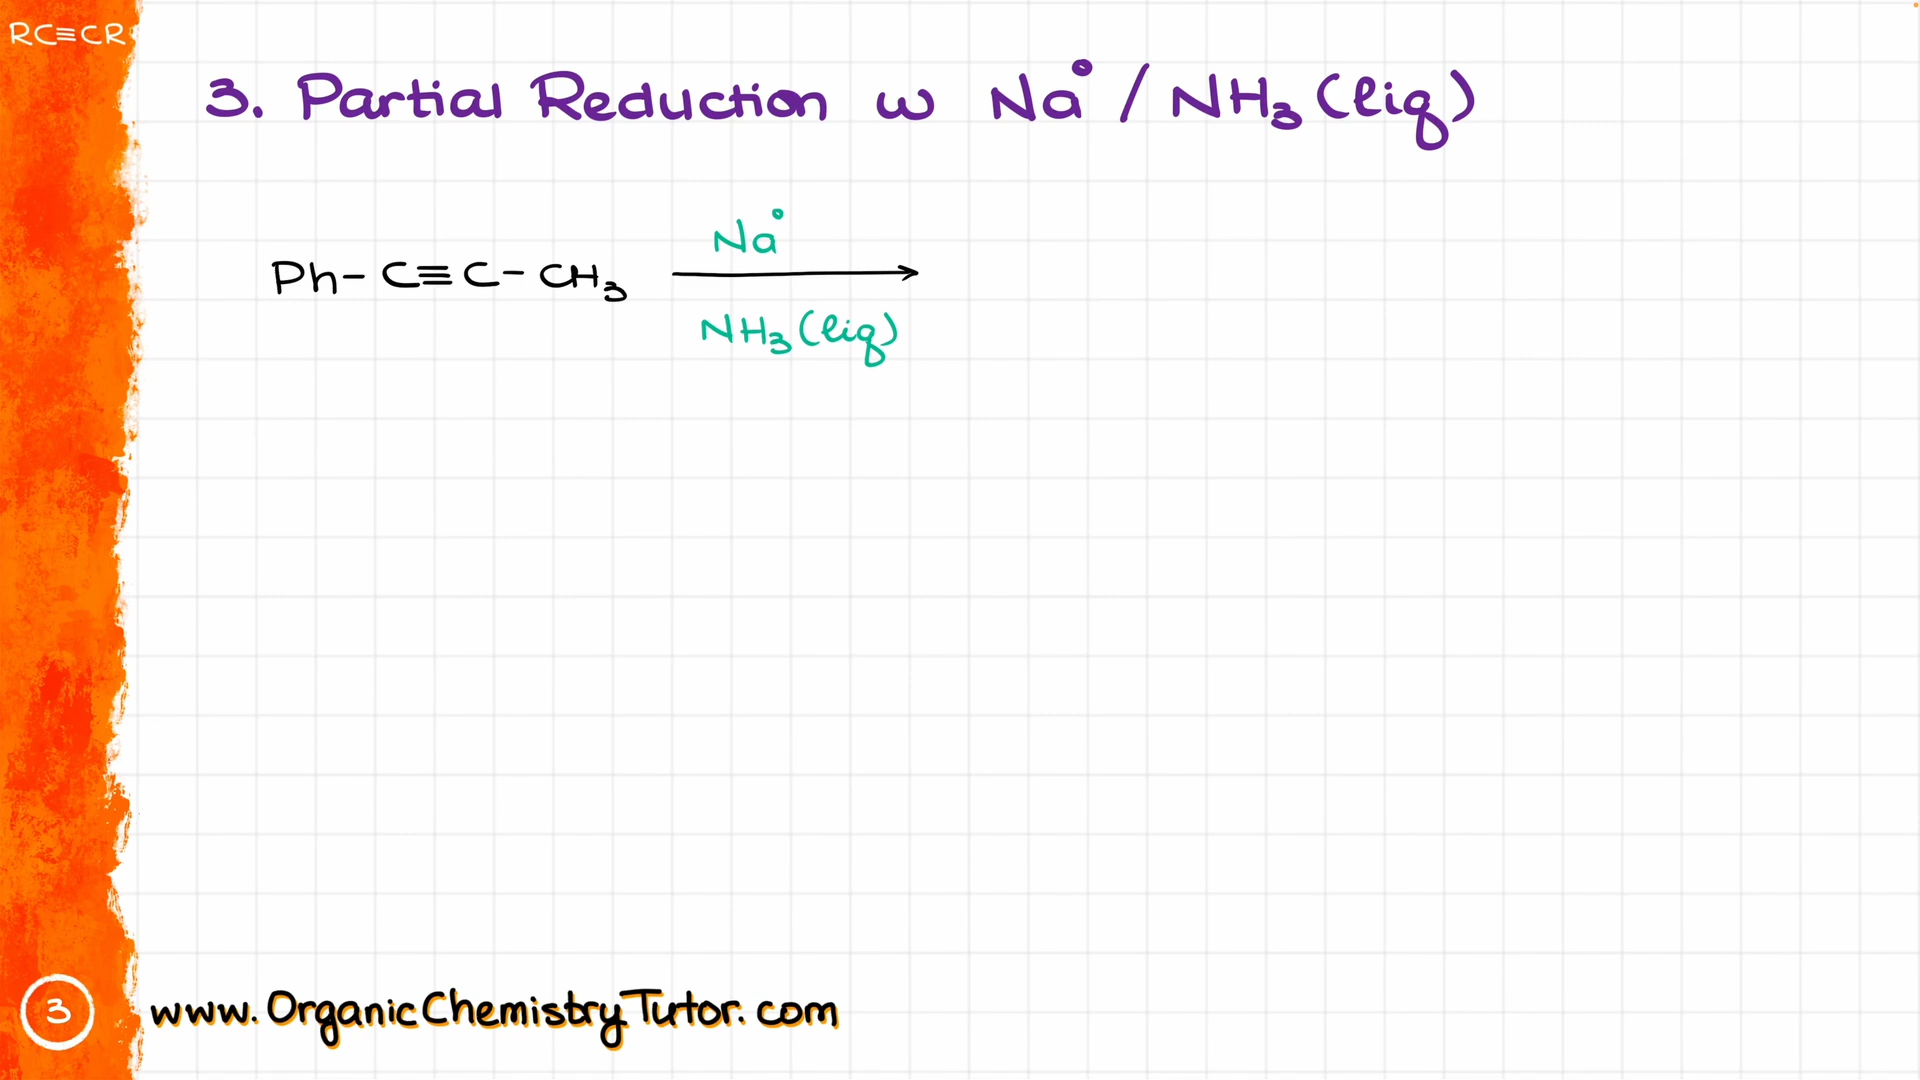 RC≡CR
3. Partial Reduction w Na° / NH₃ (liq)
Na°
Ph-C≡C-CH₃
NH₃ (liq)
3
www.OrganicChemistryTutor.com